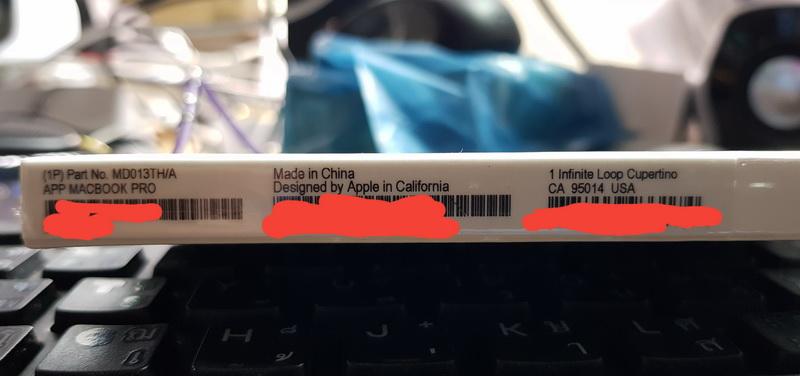 (1P) Part No. MD013TH/A
APP MACBOOK PRO
Made in China
Designed by Apple in California
1 Infinite Loop Cupertino
CA 95014 USA
H
J
K
L